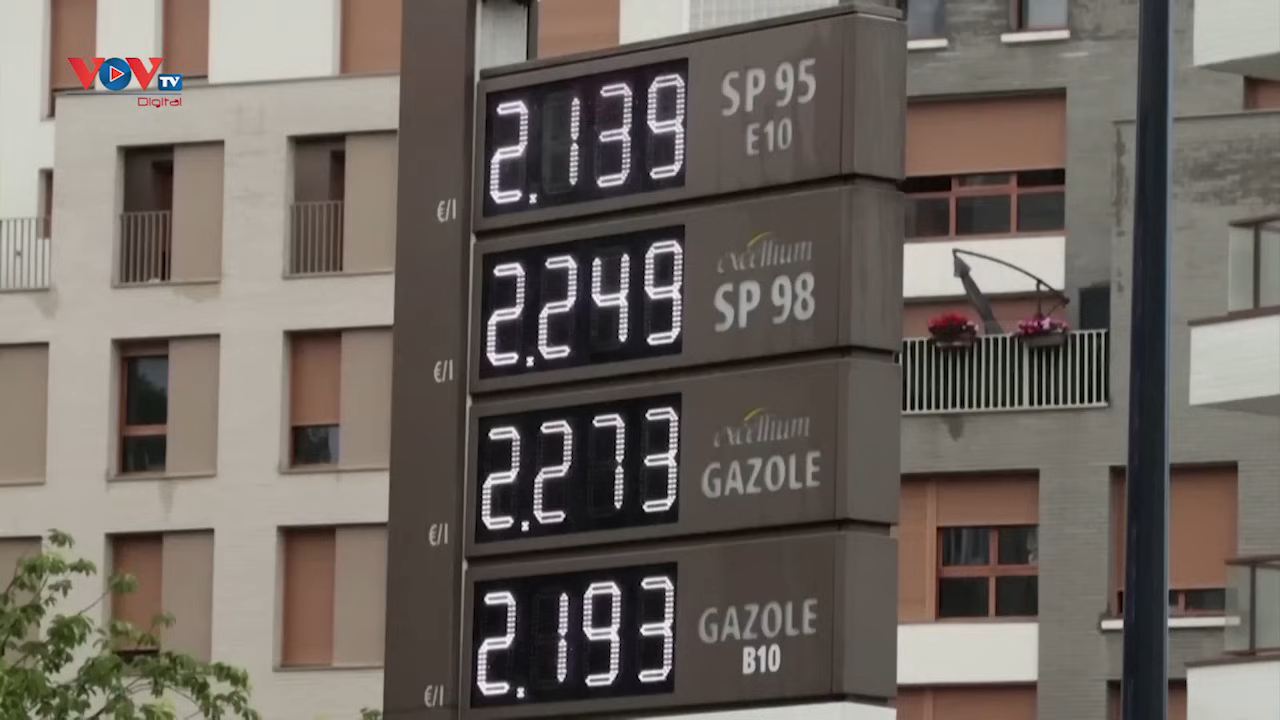 VOV TV
Digital
2.139
SP 95
E10
€/l
2.249
excellium
SP 98
€/l
2.273
excellium
GAZOLE
€/l
2.193
GAZOLE
B10
€/l